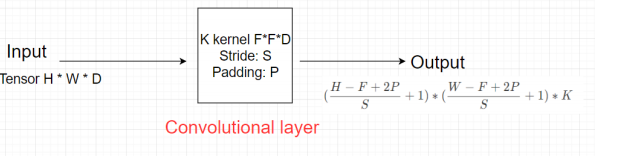 Input
Tensor H * W * D
K kernel F*F*D
Stride: S
Padding: P
Output
(\frac{H - F + 2P}{S} + 1) * (\frac{W - F + 2P}{S} + 1) * K
Convolutional layer